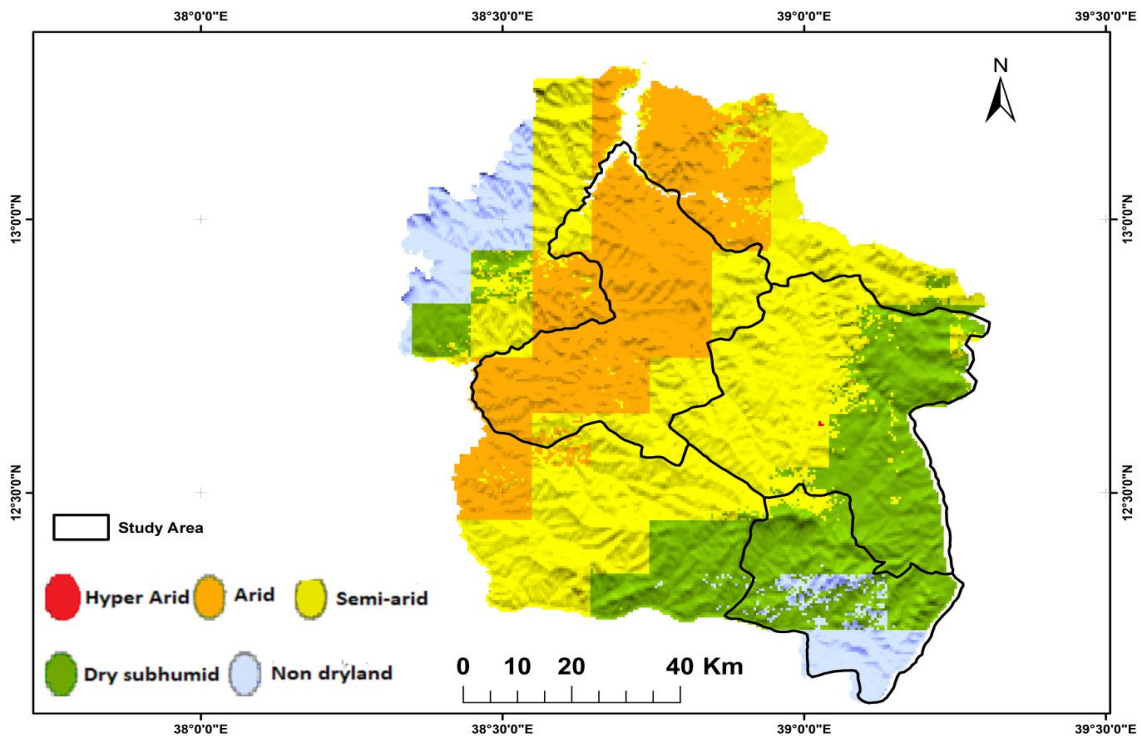 38°0'0"E 38°30'0"E 39°0'0"E 39°30'0"E
N
13°0'0"N 13°0'0"N
12°30'0"N 12°30'0"N
Study Area
Hyper Arid Arid Semi-arid
Dry subhumid Non dryland
0 10 20 40 Km
38°0'0"E 38°30'0"E 39°0'0"E 39°30'0"E